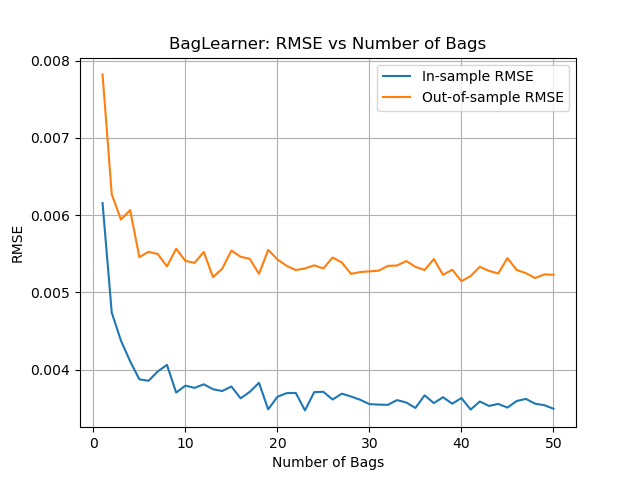 BagLearner: RMSE vs Number of Bags
In-sample RMSE
Out-of-sample RMSE
0.008
0.007
0.006
0.005
0.004
RMSE
0
10
20
30
40
50
Number of Bags